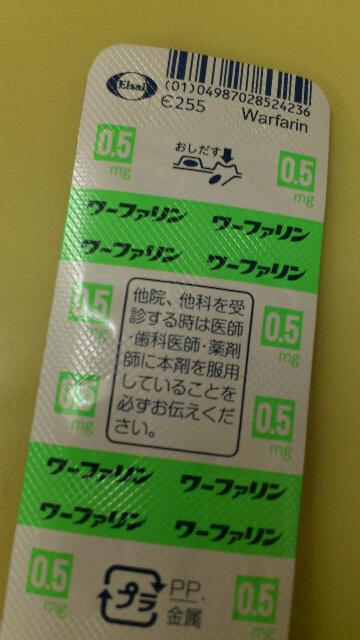 Eisai
(01)04987028524236
€255 Warfarin
おしだす
0.5 mg 0.5 mg
ワーファリン ワーファリン
ワーファリン ワーファリン
0.5 mg 0.5 mg
他院、他科を受
診する時は医師
・歯科医師・薬剤
師に本剤を服用
していることを
必ずお伝えくだ
さい。
0.5 mg 0.5 mg
ワーファリン ワーファリン
ワーファリン ワーファリン
0.5 mg 0.5 mg
プラ PP,
金属